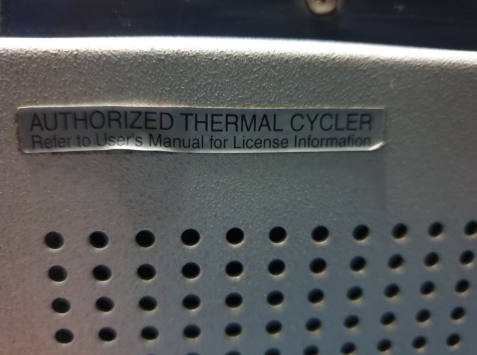 AUTHORIZED THERMAL CYCLER
Refer to User's Manual for License Information